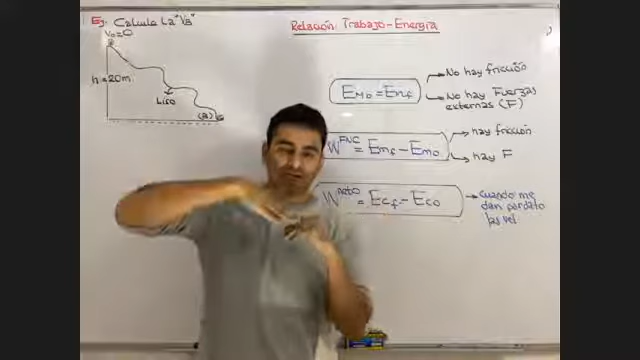 Ej. Calcula La "VB"
Vo=0
h=20m
Liso
(B)
Relación: Trabajo-Energía
Emo = Emf
No hay fricción
No hay Fuerzas
externas (F)
W^FNC = Emf - Emo
hay fricción
hay F
W^neto = Ecf - Eco
Cuando me
dan
las vel